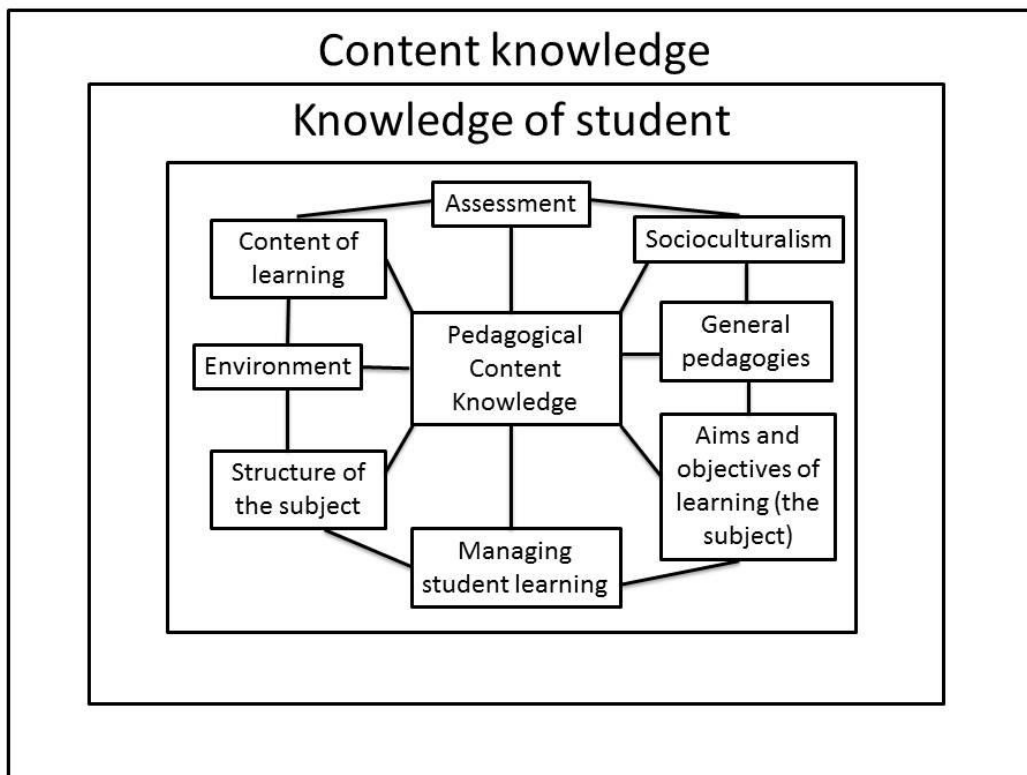 Content knowledge
Knowledge of student
Assessment
Content of
learning
Socioculturalism
Pedagogical
Content
Knowledge
General
pedagogies
Environment
Structure of
the subject
Aims and
objectives of
learning (the
subject)
Managing
student learning